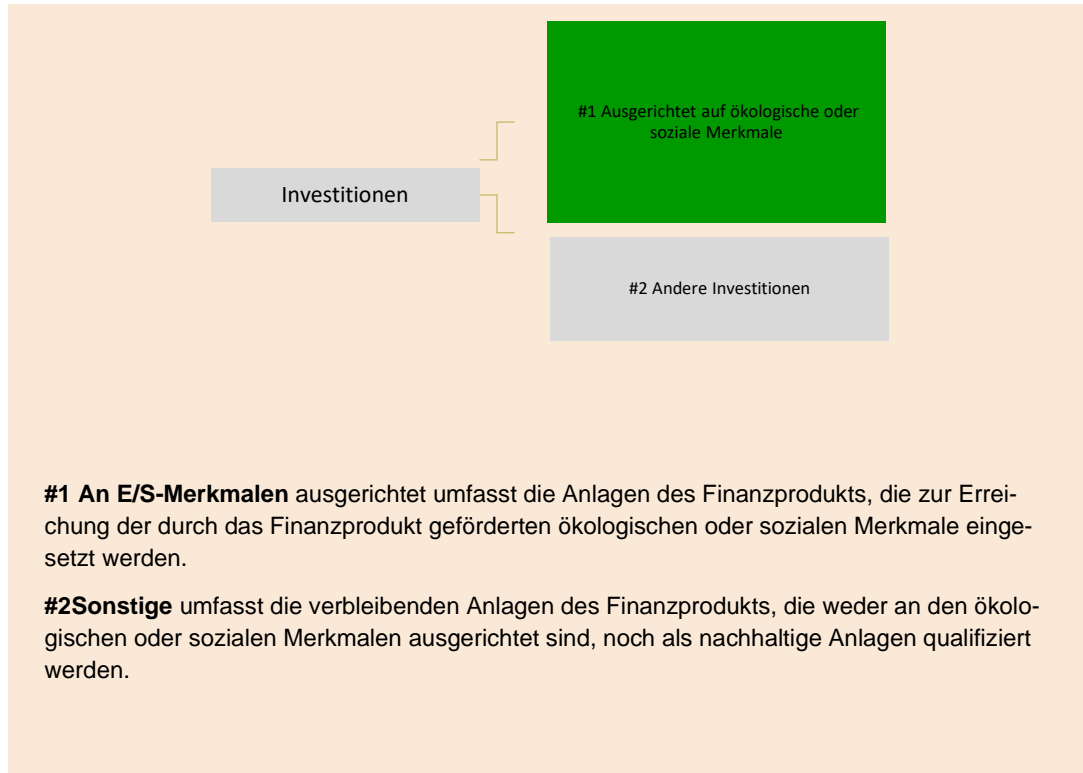 #1 Ausgerichtet auf ökologische oder
soziale Merkmale
Investitionen
#2 Andere Investitionen
#1 An E/S-Merkmalen ausgerichtet umfasst die Anlagen des Finanzprodukts, die zur Errei-
chung der durch das Finanzprodukt geförderten ökologischen oder sozialen Merkmale einge-
setzt werden.
#2Sonstige umfasst die verbleibenden Anlagen des Finanzprodukts, die weder an den ökolo-
gischen oder sozialen Merkmalen ausgerichtet sind, noch als nachhaltige Anlagen qualifiziert
werden.